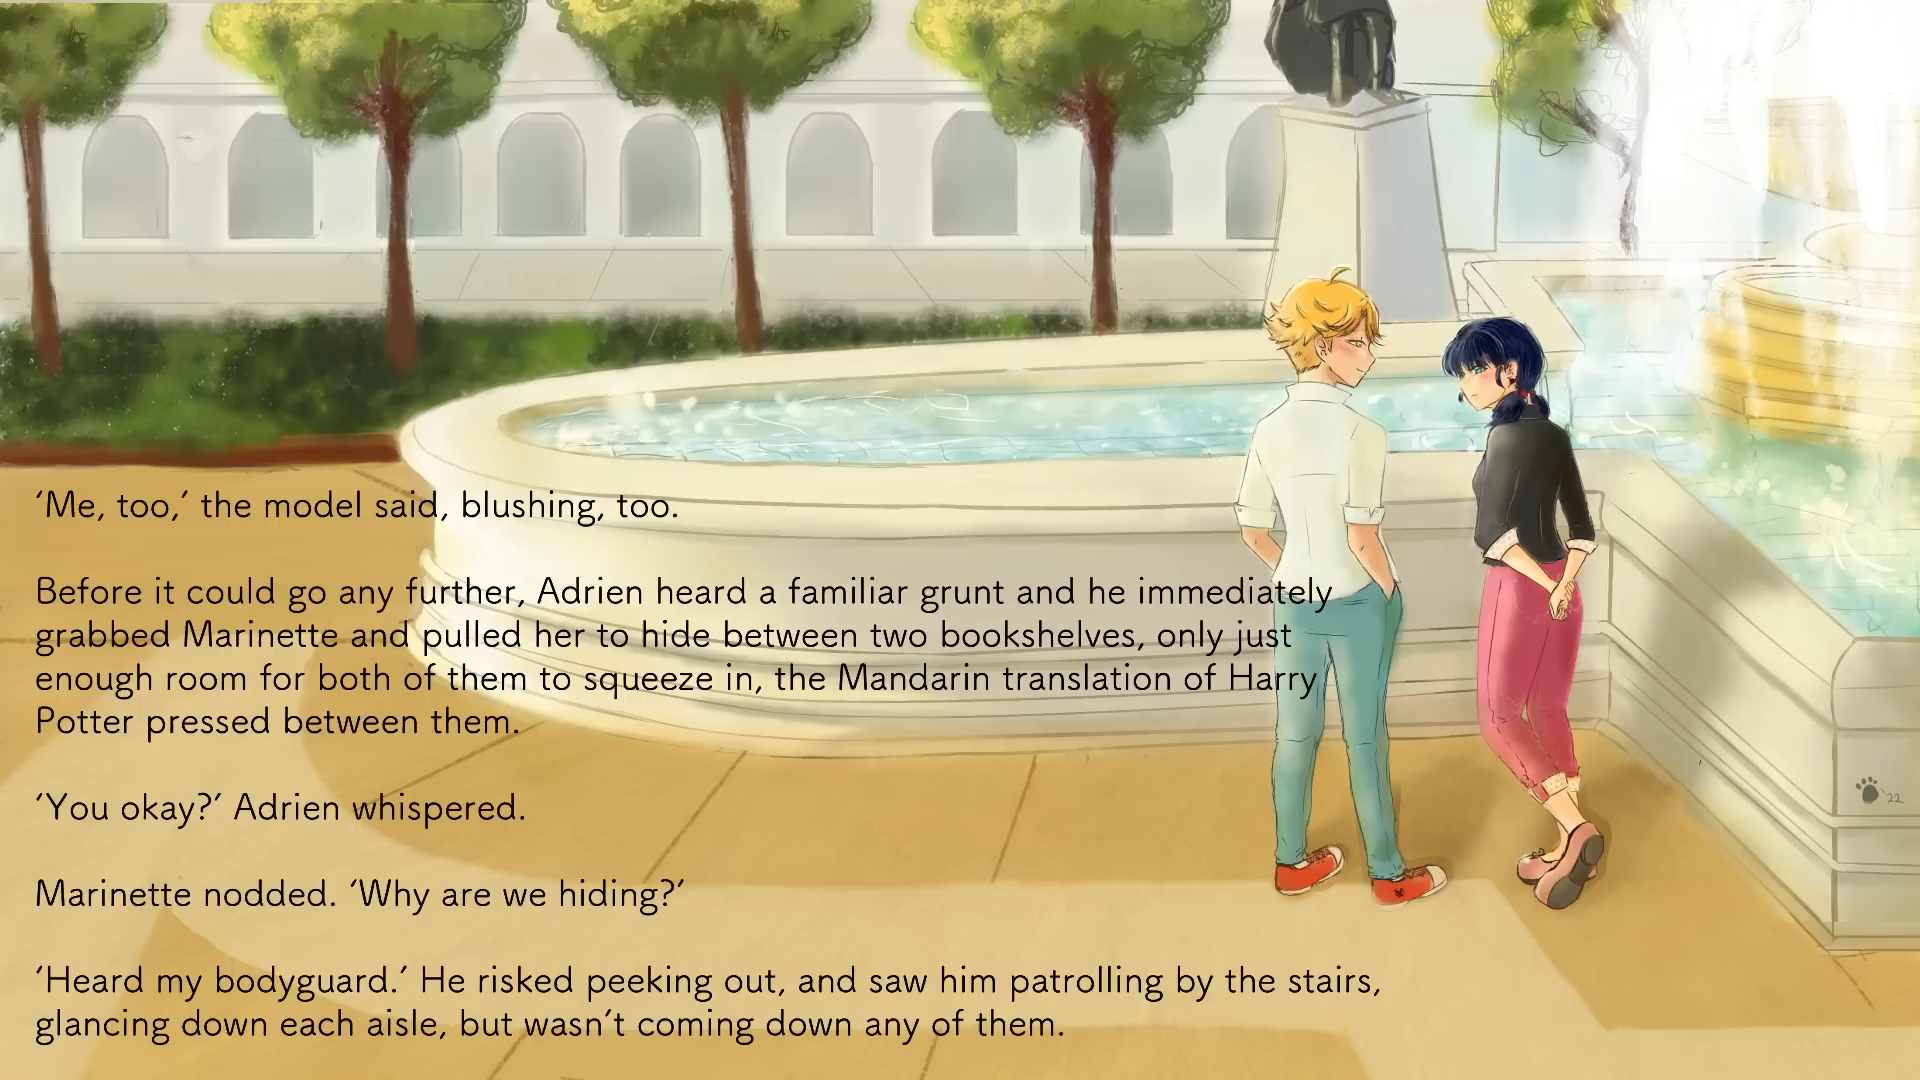 ‘Me, too,’ the model said, blushing, too.
Before it could go any further, Adrien heard a familiar grunt and he immediately
grabbed Marinette and pulled her to hide between two bookshelves, only just
enough room for both of them to squeeze in, the Mandarin translation of Harry
Potter pressed between them.
‘You okay?’ Adrien whispered.
Marinette nodded. ‘Why are we hiding?’
‘Heard my bodyguard.’ He risked peeking out, and saw him patrolling by the stairs,
glancing down each aisle, but wasn’t coming down any of them.
‘22